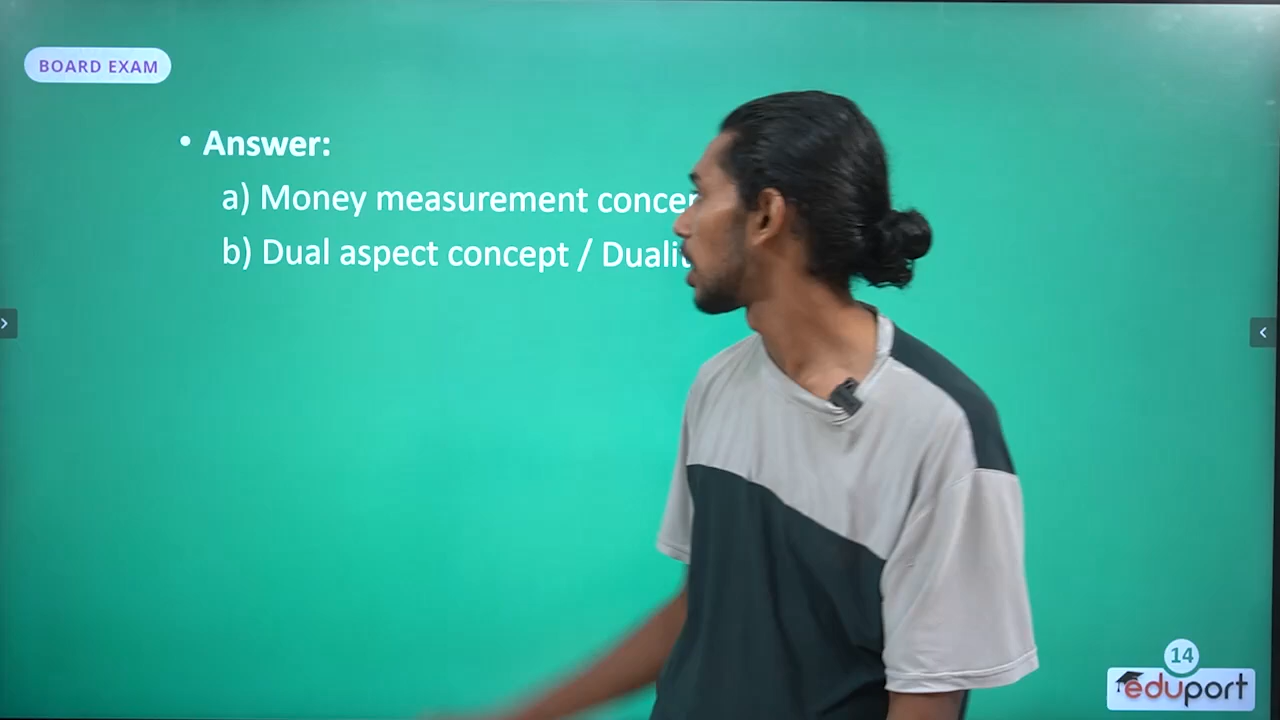 BOARD EXAM
• Answer:
a) Money measurement
b) Dual aspect concept /
14
eduport